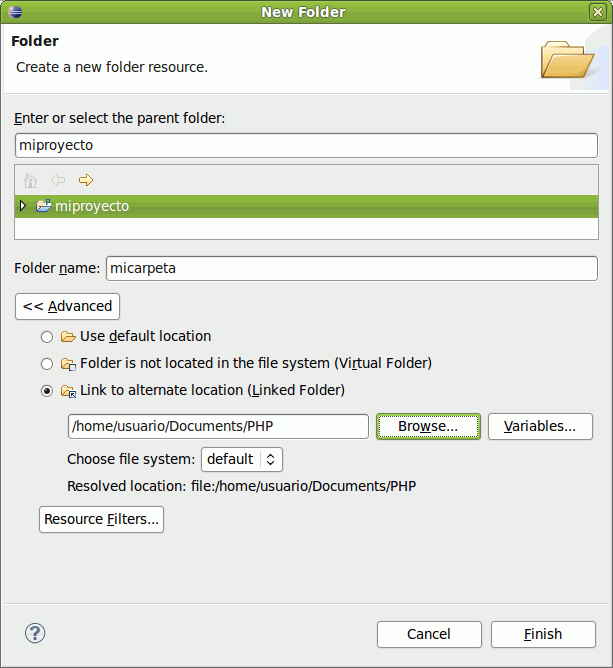 New Folder
Folder
Create a new folder resource.
Enter or select the parent folder:
miproyecto
miproyecto
Folder name: micarpeta
<< Advanced
Use default location
Folder is not located in the file system (Virtual Folder)
Link to alternate location (Linked Folder)
/home/usuario/Documents/PHP Browse... Variables...
Choose file system: default
Resolved location: file:/home/usuario/Documents/PHP
Resource Filters...
? Cancel Finish